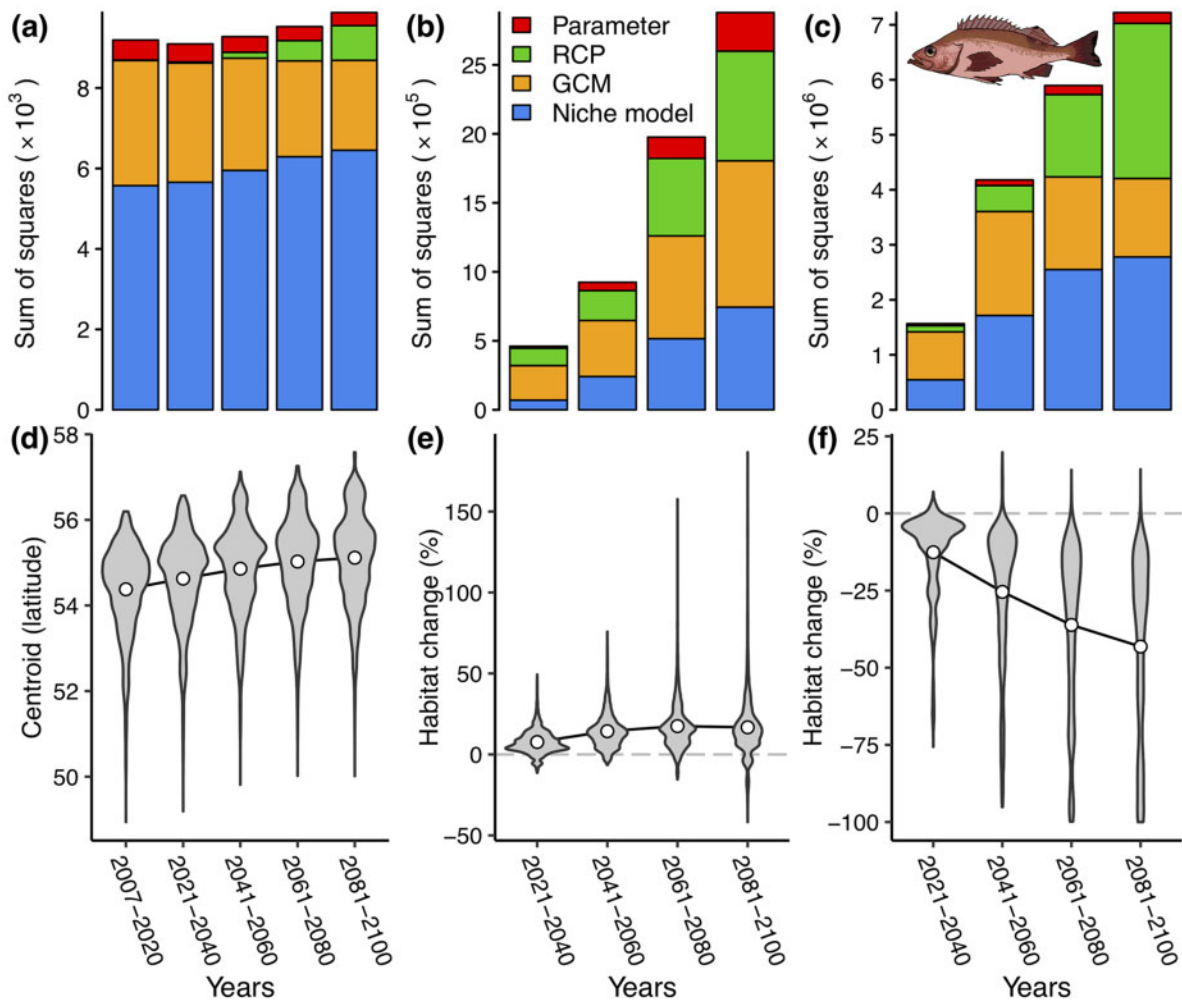 (a)
Sum of squares ( × 10³ )
8
6
4
2
0
(b)
Sum of squares ( × 10⁵ )
25
20
15
10
5
0
Parameter
RCP
GCM
Niche model
(c)
Sum of squares ( × 10⁶ )
7
6
5
4
3
2
1
0
(d)
Centroid (latitude)
58
56
54
52
50
2007−2020
2021−2040
2041−2060
2061−2080
2081−2100
Years
(e)
Habitat change (%)
150
100
50
0
−50
2021−2040
2041−2060
2061−2080
2081−2100
Years
(f)
Habitat change (%)
25
0
−25
−50
−75
−100
2021−2040
2041−2060
2061−2080
2081−2100
Years